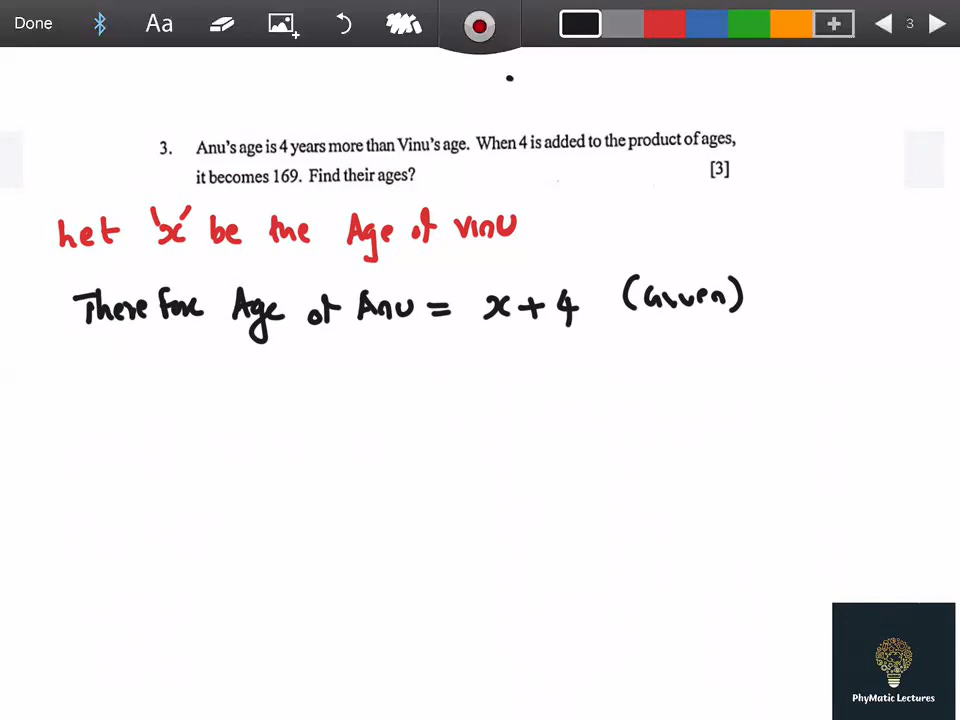 Done Aa 3
3. Anu's age is 4 years more than Vinu's age. When 4 is added to the product of ages,
it becomes 169. Find their ages? [3]
Let 'x' be the Age of vinu
Therefore Age of Anu = x + 4 (Given)
PhyMatic Lectures